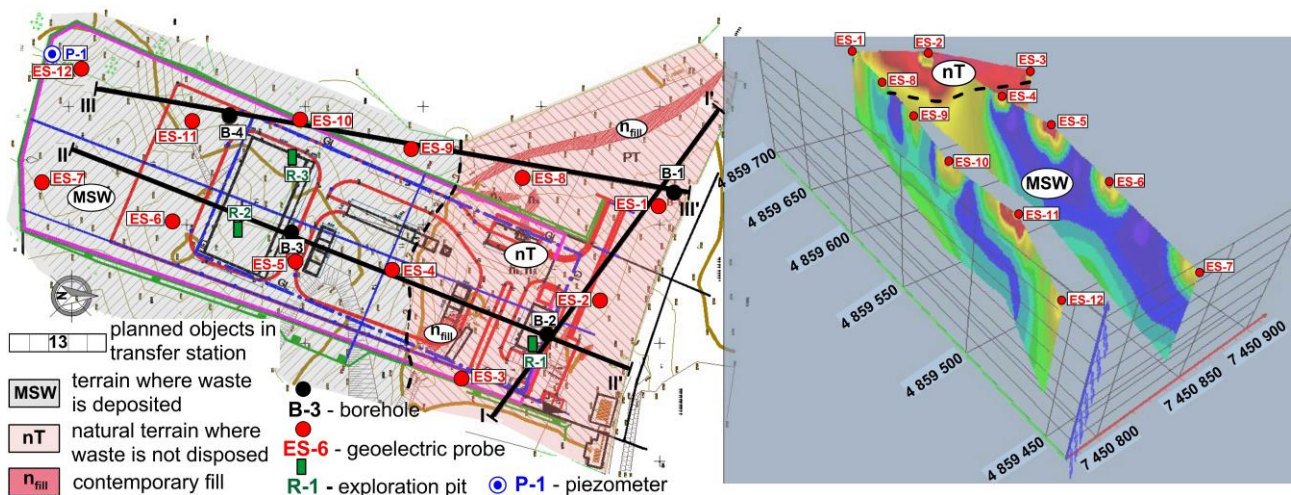 P-1
ES-12
III
ES-11
B-4
ES-10
II
R-3
ES-9
n fill
I'
PT
ES-8
B-1
ES-7
MSW
ES-6
R-2
ES-1
III'
B-3
ES-5
nT
ES-4
ES-2
N
n fill
B-2
R-1
ES-3
II'
I
13 planned objects in
transfer station
MSW terrain where waste
is deposited
nT natural terrain where
waste is not disposed
n fill contemporary fill
B-3 - borehole
ES-6 - geoelectric probe
R-1 - exploration pit
P-1 - piezometer
ES-1
ES-2
ES-3
nT
ES-8
ES-4
ES-9
ES-5
ES-10
MSW
ES-6
ES-11
ES-7
ES-12
4 859 700
4 859 650
4 859 600
4 859 550
4 859 500
4 859 450
7 450 900
7 450 850
7 450 800